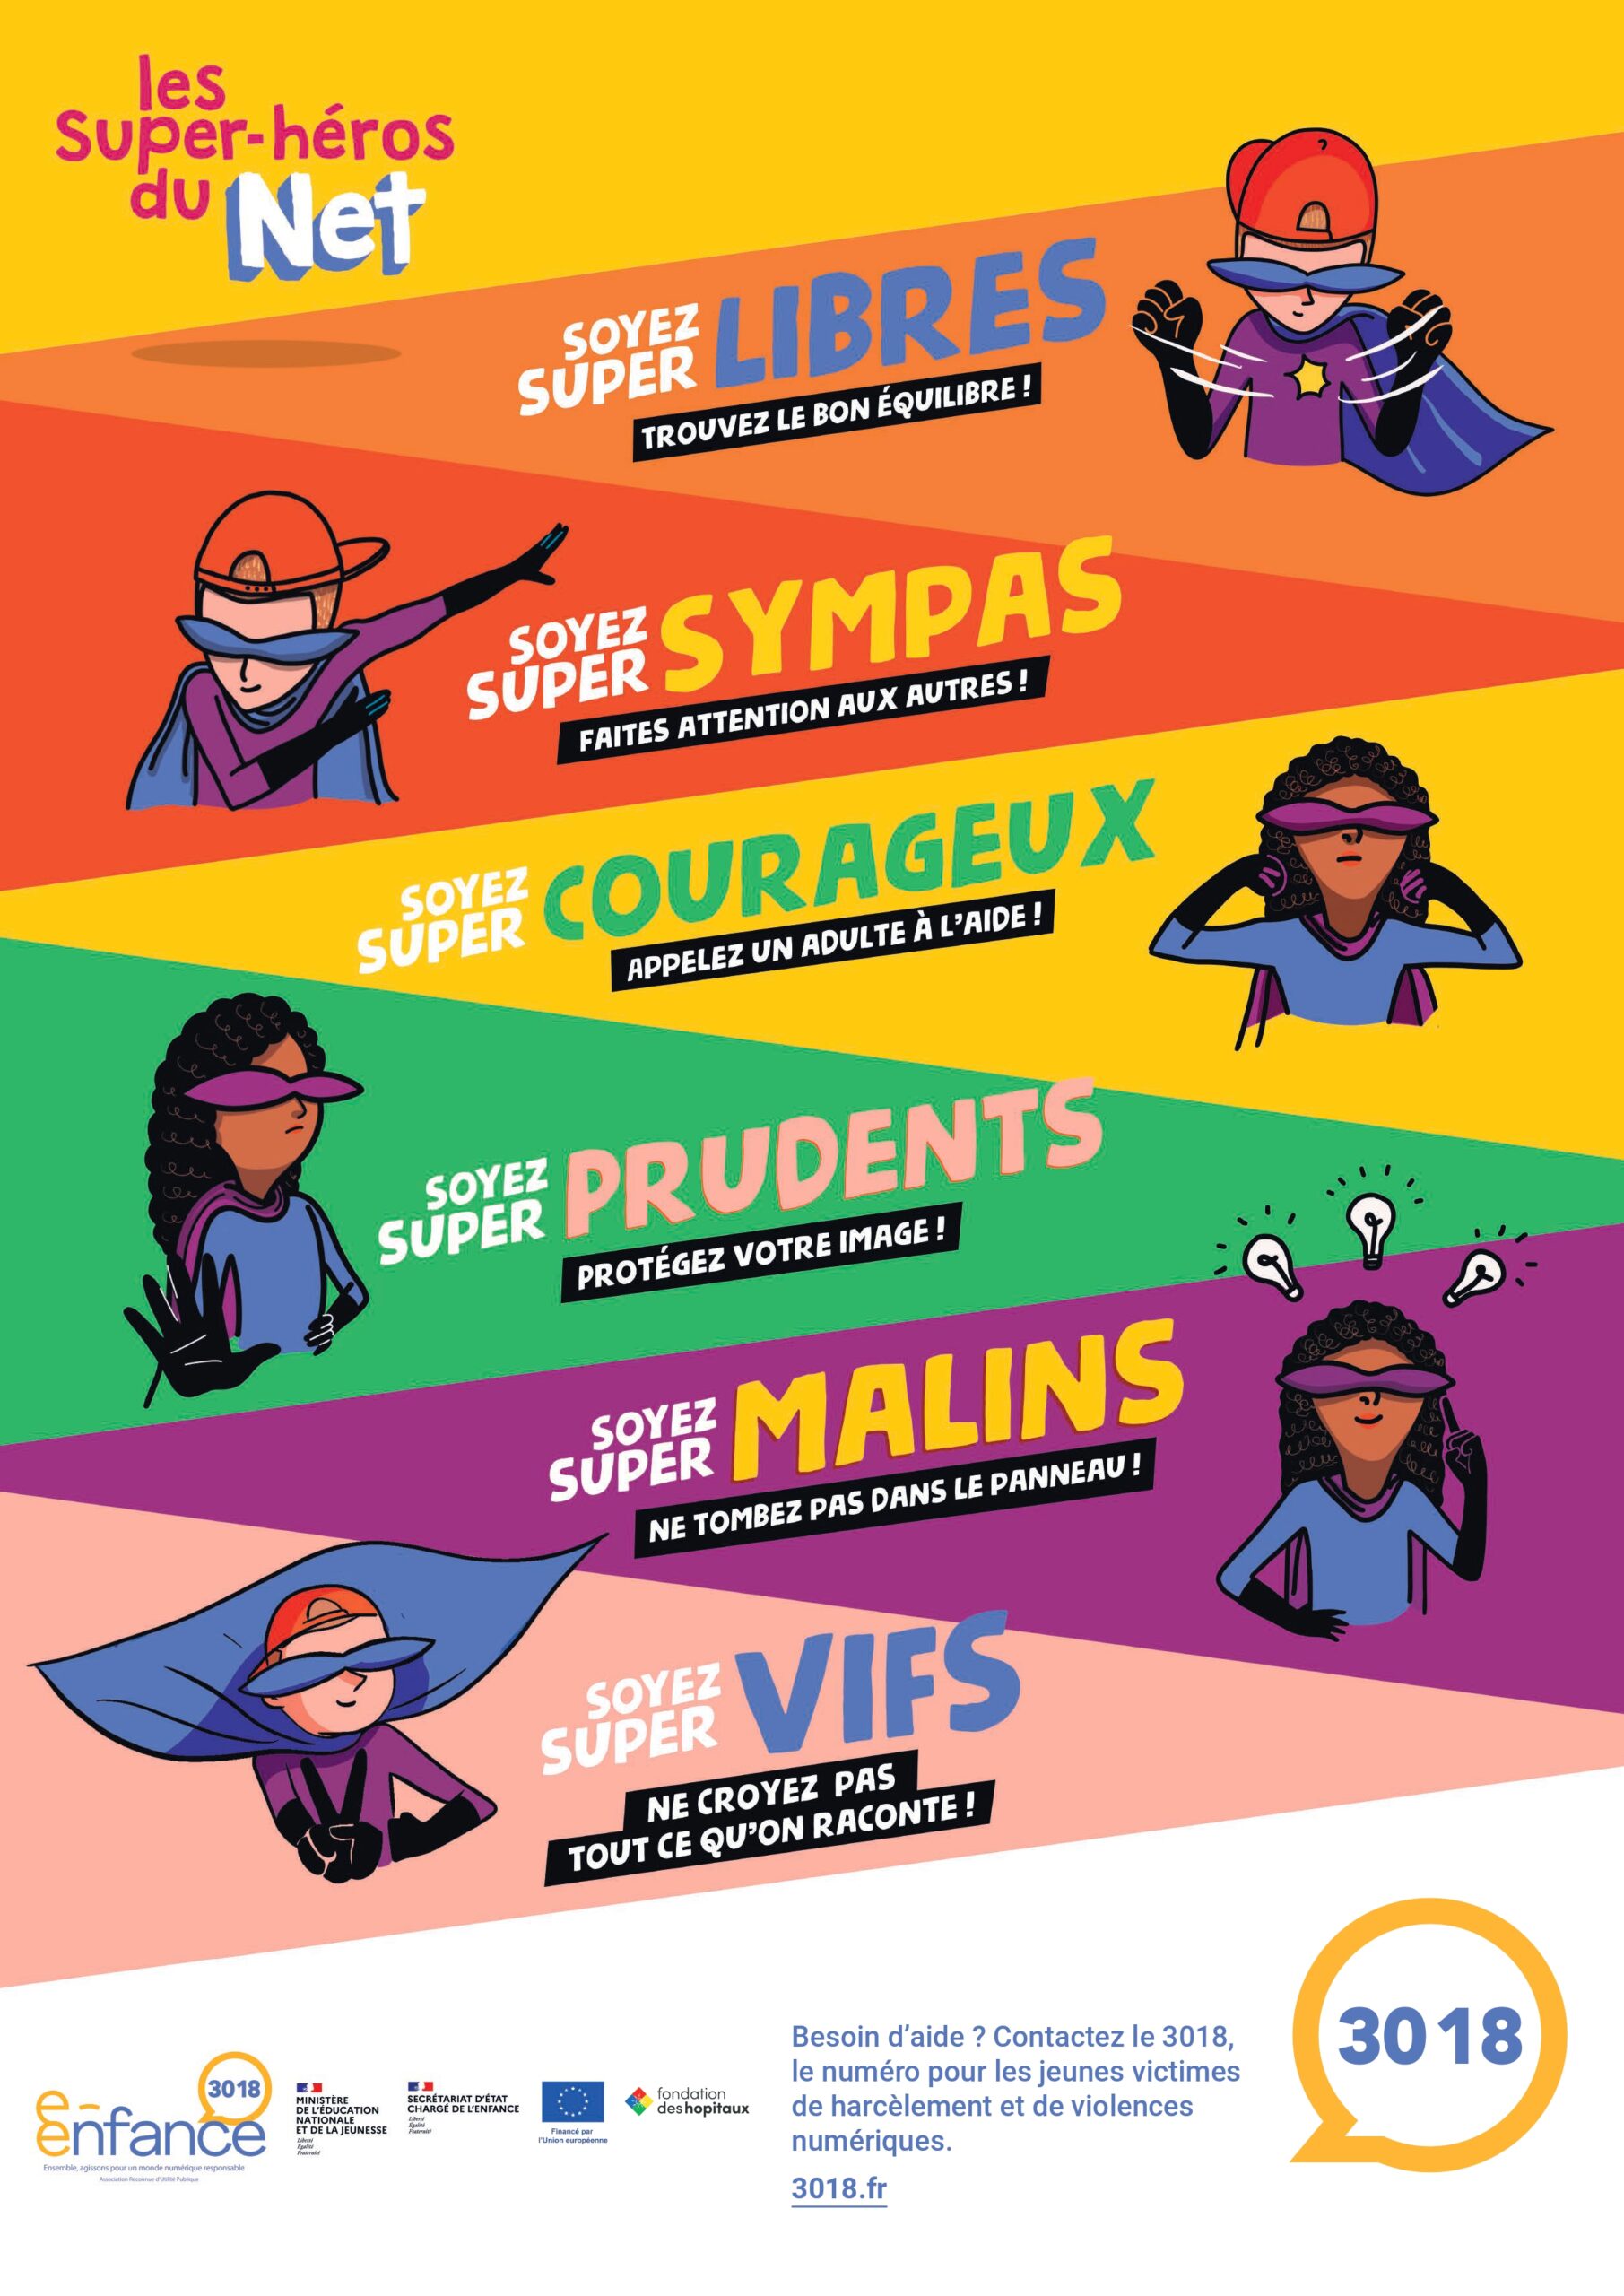 les
Super-héros
du Net
SOYEZ
SUPER LIBRES
TROUVEZ LE BON ÉQUILIBRE !
SOYEZ
SUPER SYMPAS
FAITES ATTENTION AUX AUTRES !
SOYEZ
SUPER COURAGEUX
APPELEZ UN ADULTE À L'AIDE !
SOYEZ
SUPER PRUDENTS
PROTÉGEZ VOTRE IMAGE !
SOYEZ
SUPER MALINS
NE TOMBEZ PAS DANS LE PANNEAU !
SOYEZ
SUPER VIFS
NE CROYEZ PAS
TOUT CE QU'ON RACONTE !
Besoin d'aide ? Contactez le 3018,
le numéro pour les jeunes victimes
de harcèlement et de violences
numériques.
3018.fr
3018
3018
e
enfance
Ensemble, agissons pour un monde numérique responsable
Association Reconnue d'Utilité Publique
MINISTÈRE
DE L'ÉDUCATION
NATIONALE
ET DE LA JEUNESSE
Liberté
Égalité
Fraternité
SECRÉTARIAT D'ÉTAT
CHARGÉ DE L'ENFANCE
Liberté
Égalité
Fraternité
Financé par
l'Union européenne
fondation
des hopitaux